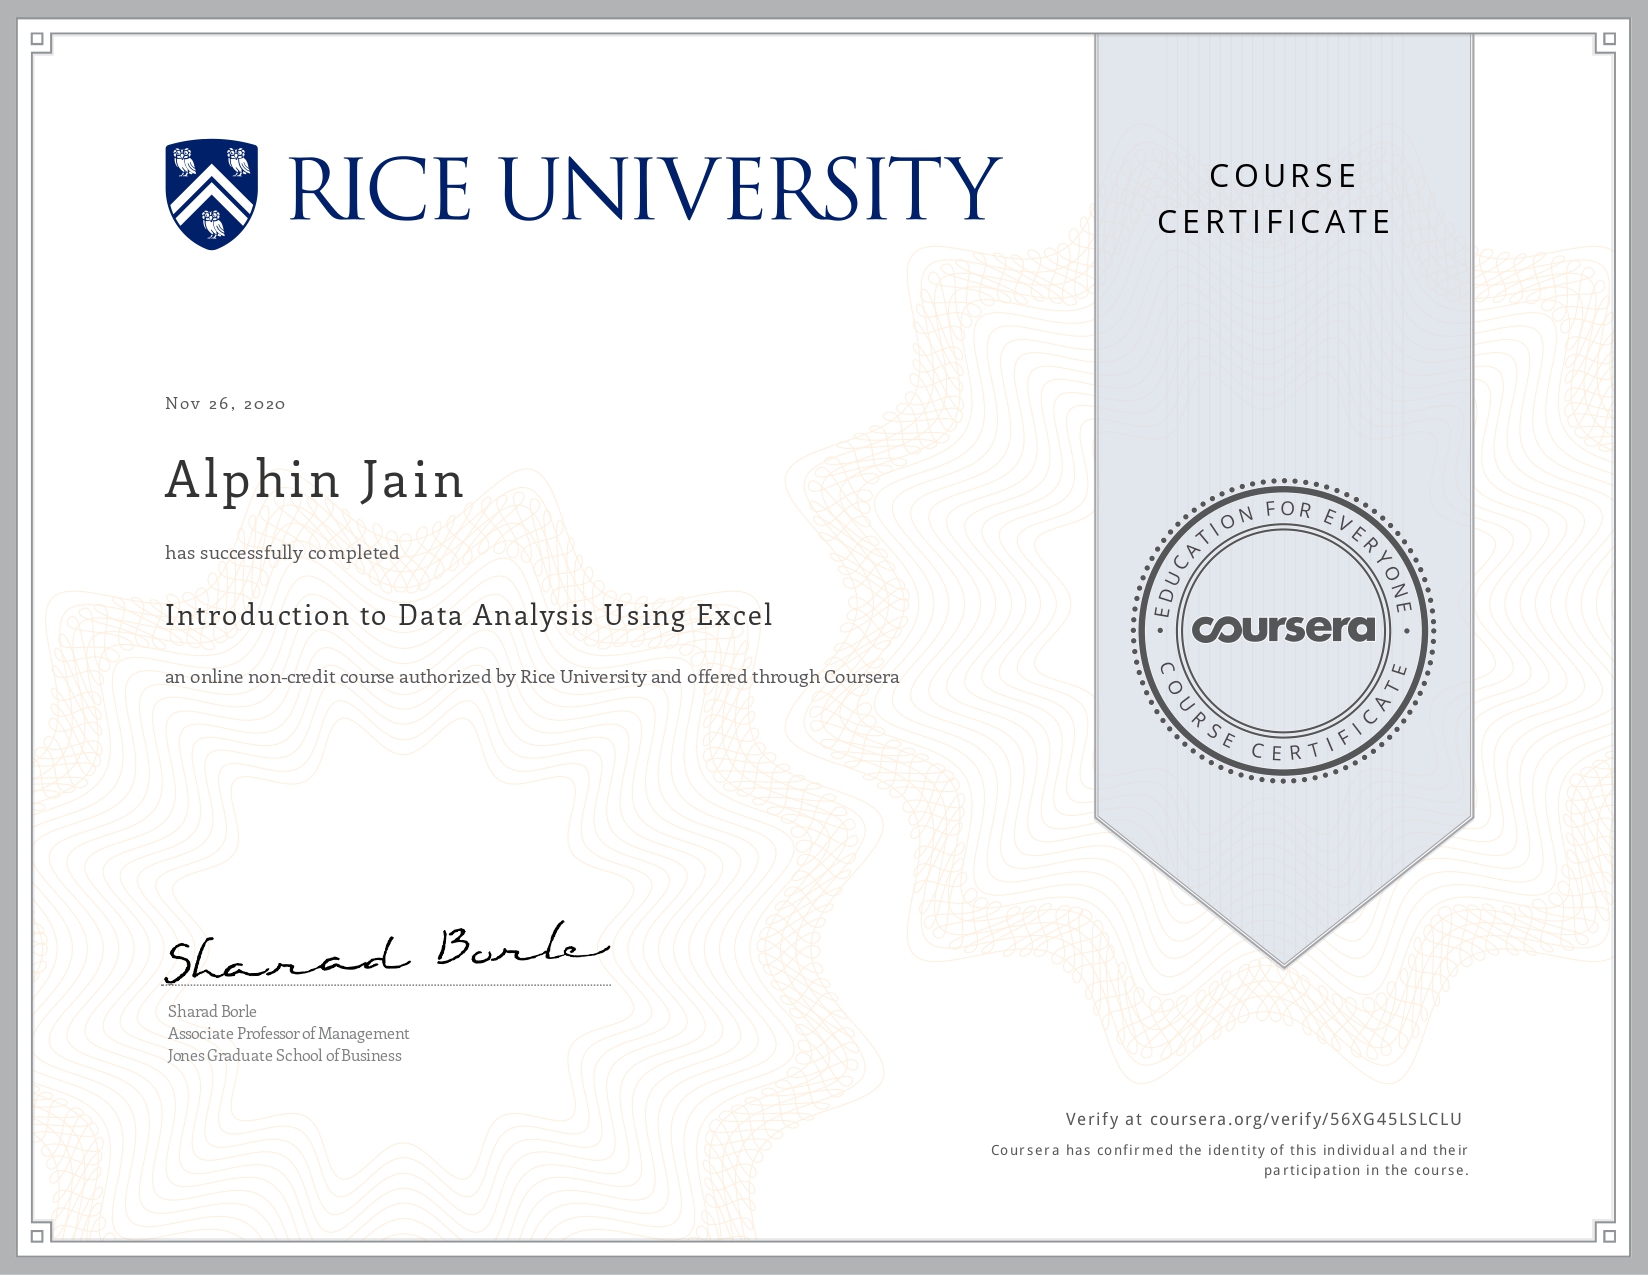 RICE UNIVERSITY
COURSE
CERTIFICATE
Nov 26, 2020
Alphin Jain
has successfully completed
Introduction to Data Analysis Using Excel
an online non-credit course authorized by Rice University and offered through Coursera
EDUCATION FOR EVERYONE
coursera
COURSE CERTIFICATE
Sharad Borle
Sharad Borle
Associate Professor of Management
Jones Graduate School of Business
Verify at coursera.org/verify/56XG45LSLCLU
Coursera has confirmed the identity of this individual and their
participation in the course.